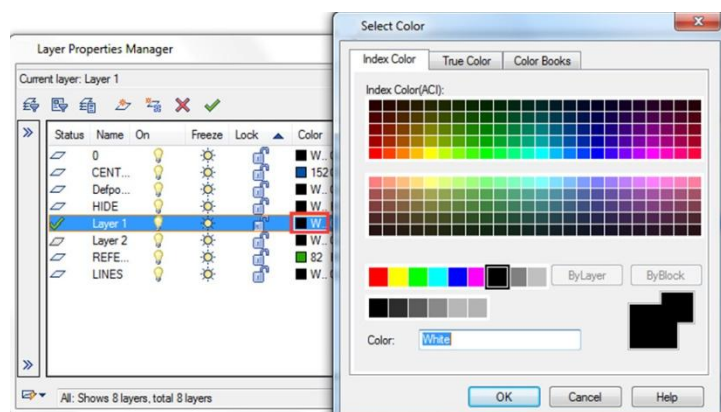 Layer Properties Manager
Current layer: Layer 1
Status Name On Freeze Lock Color
0 W..
CENT... 152
Defpo... W..
HIDE W..
Layer 1 W
Layer 2 W..
REFE... 82
LINES W..
All: Shows 8 layers, total 8 layers
Select Color
Index Color True Color Color Books
Index Color(ACI):
ByLayer ByBlock
Color: White
OK Cancel Help